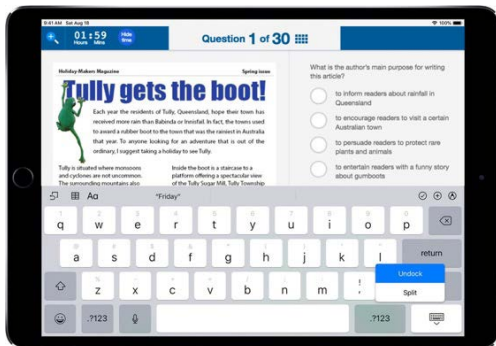 9:41 AM Sat Aug 18
100%
01:59
Hours Mins
Hide
time
Question 1 of 30
Holiday-Makers Magazine
Spring issue
Tully gets the boot!
Each year the residents of Tully, Queensland, hope their town has
received more rain than Babinda or Innisfail. In fact, the towns used
to award a rubber boot to the town that was the rainiest in Australia
that year. To anyone looking for an adventure that is out of the
ordinary, I suggest taking a holiday to see Tully.
Tully is situated where monsoons
and cyclones are not uncommon.
The surrounding mountains also
Inside the boot is a staircase to a
platform offering a spectacular view
of the Tully Sugar Mill, Tully Township
What is the author's main purpose for writing
this article?
to inform readers about rainfall in
Queensland
to encourage readers to visit a certain
Australian town
to persuade readers to protect rare
plants and animals
to entertain readers with a funny story
about gumboots
Aa
"Friday"
q w e r t y u i o p
a s d f g h j k l
return
z x c v b n m
Undock
Split
.?123
.?123